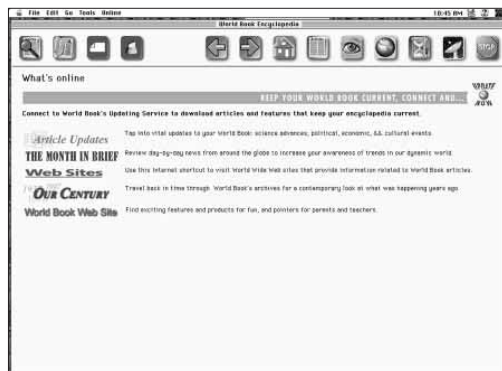 File Edit Go Tools Online 10:45 AM
World Book Encyclopedia
STOP
What's online
WHAT'S NEW
KEEP YOUR WORLD BOOK CURRENT, CONNECT AND...
Connect to World Book's Updating Service to download articles and features that keep your encyclopedia current.
Article Updates Tap into vital updates to your World Book: science advances, political, economic, && cultural events.
THE MONTH IN BRIEF Review day-by-day news from around the globe to increase your awareness of trends in our dynamic world.
Web Sites Use this Internet shortcut to visit World Wide Web sites that provide information related to World Book articles.
OUR CENTURY Travel back in time through World Book's archives for a contemporary look at what was happening years ago.
World Book Web Site Find exciting features and products for fun, and pointers for parents and teachers.